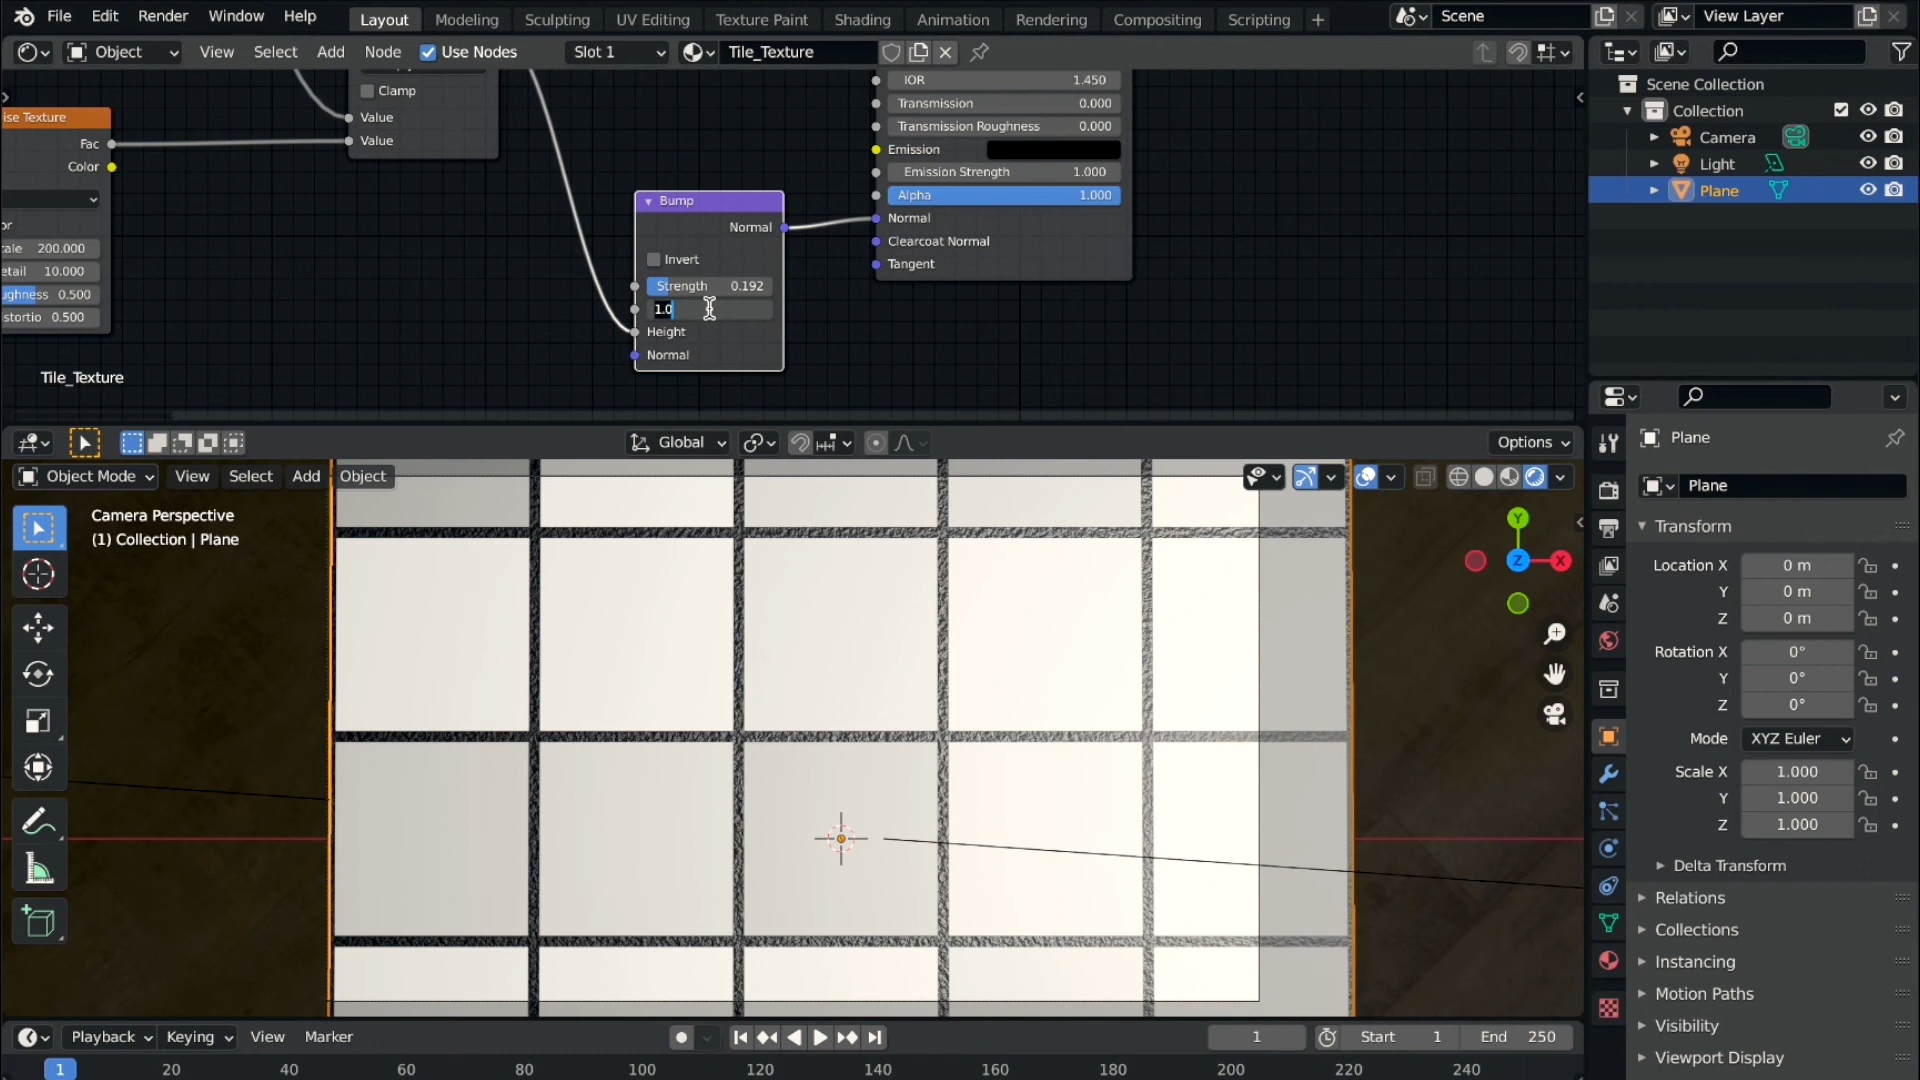 File Edit Render Window Help Layout Modeling Sculpting UV Editing Texture Paint Shading Animation Rendering Compositing Scripting + Scene View Layer
Object View Select Add Node Use Nodes Slot 1 Tile_Texture
Clamp
Value
Value
ise Texture
Fac
Color
or
cale 200.000
etail 10.000
ughness 0.500
stortio 0.500
Tile_Texture
Bump
Normal
Invert
Strength 0.192
1.0
Height
Normal
IOR 1.450
Transmission 0.000
Transmission Roughness 0.000
Emission
Emission Strength 1.000
Alpha 1.000
Normal
Clearcoat Normal
Tangent
Scene Collection
Collection
Camera
Light
Plane
Global Options
Object Mode View Select Add Object
Camera Perspective
(1) Collection | Plane
Y
Z X
Plane
Plane
Transform
Location X 0 m
Y 0 m
Z 0 m
Rotation X 0°
Y 0°
Z 0°
Mode XYZ Euler
Scale X 1.000
Y 1.000
Z 1.000
Delta Transform
Relations
Collections
Instancing
Motion Paths
Visibility
Viewport Display
Playback Keying View Marker 1 Start 1 End 250
1 20 40 60 80 100 120 140 160 180 200 220 240